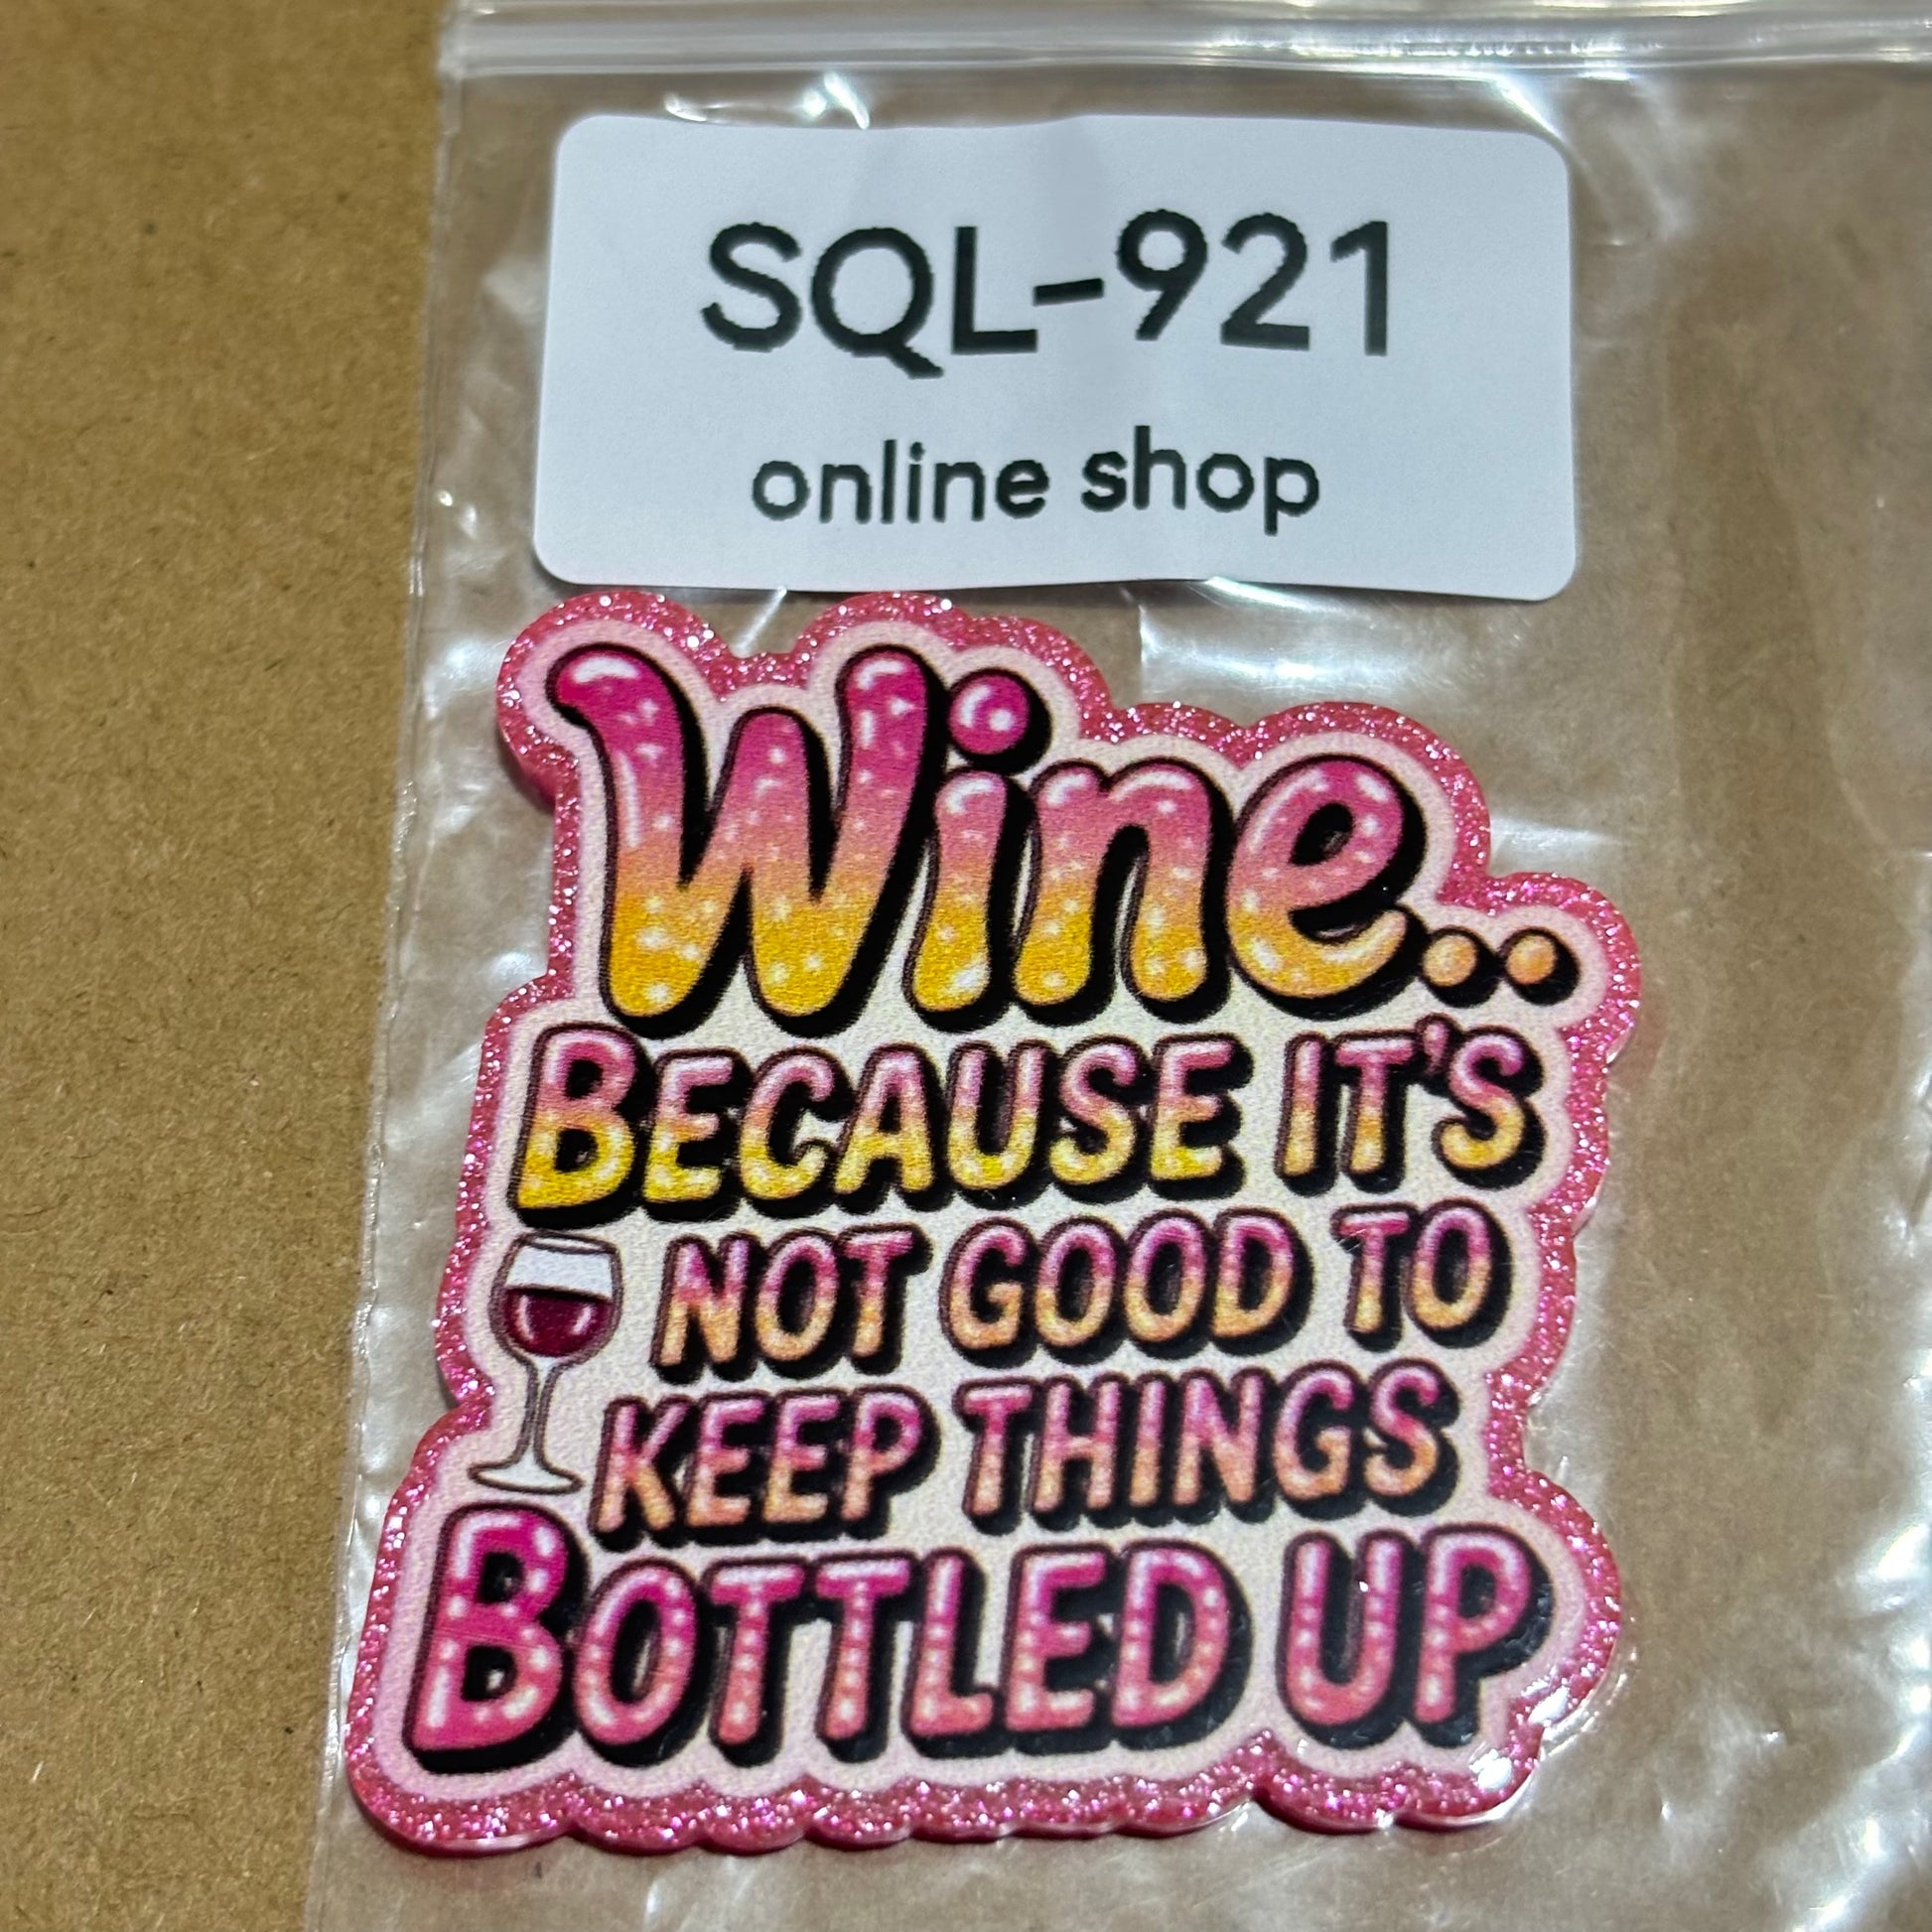 SQL-921
online shop
Wine..
BECAUSE IT'S
NOT GOOD TO
KEEP THINGS
BOTTLED UP